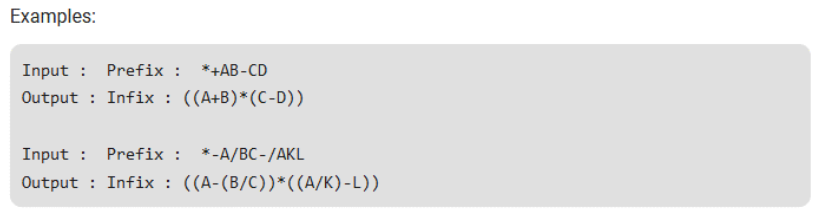 Examples:
Input :  Prefix :  *+AB-CD
Output : Infix : ((A+B)*(C-D))
Input :  Prefix :  *-A/BC-/AKL
Output : Infix : ((A-(B/C))*((A/K)-L))